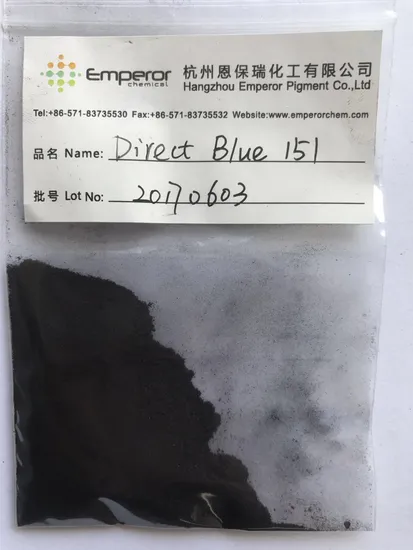 Emperor
chemical
杭州恩保瑞化工有限公司
Hangzhou Emperor Pigment Co.,Ltd
Tel:+86-571-83735530 Fax:+86-571-83735532 Website:www.emperorchem.com
品名 Name: Direct Blue 151
批号 Lot No: 20170603